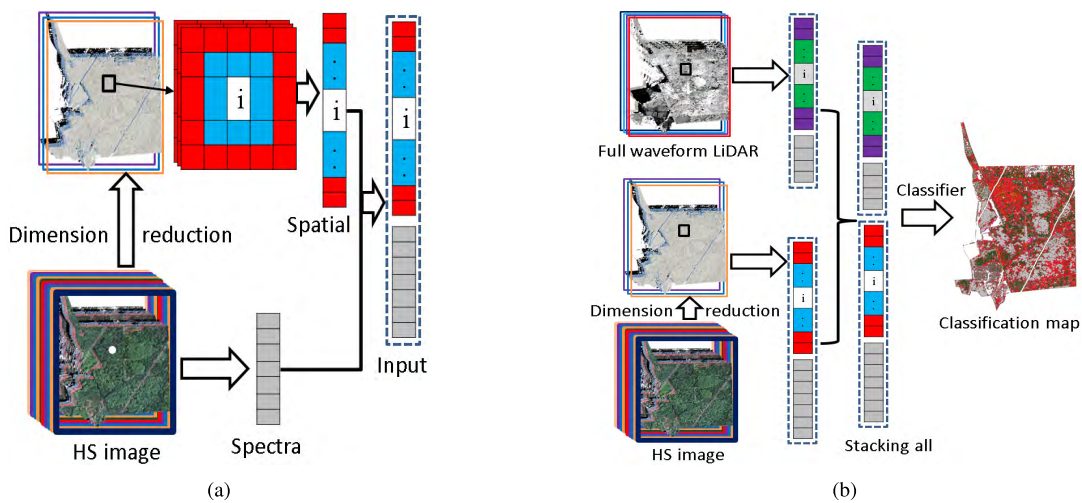 i
i
i
Spatial
Dimension reduction
HS image
Spectra
Input
(a)
i
i
Full waveform LiDAR
Classifier
i
i
Dimension reduction
Classification map
HS image
Stacking all
(b)